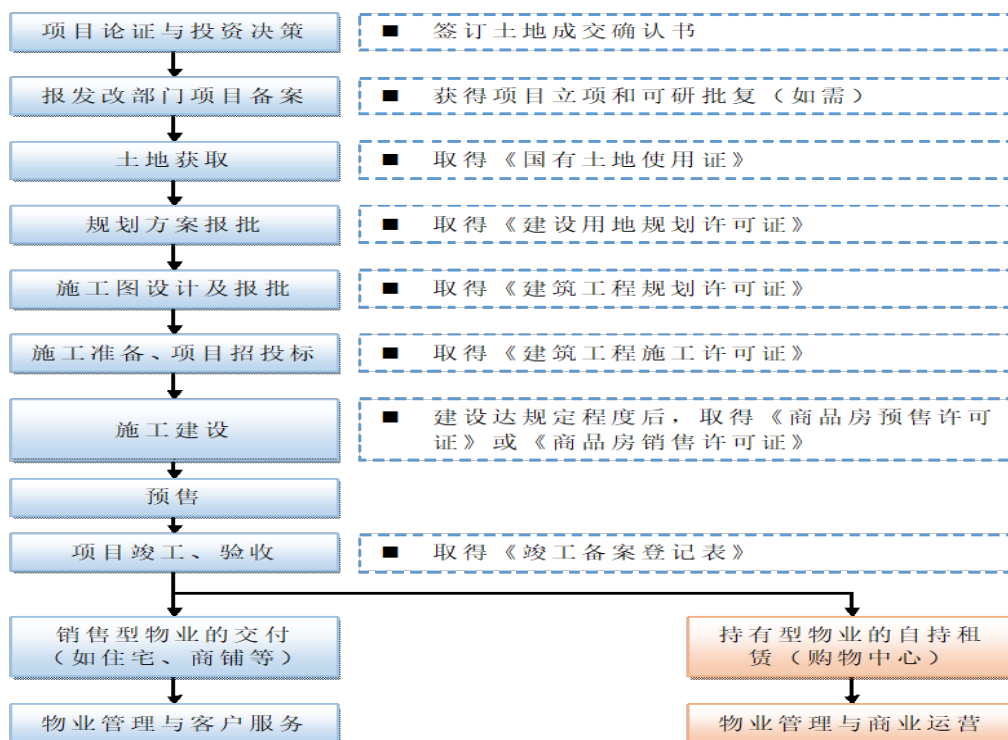 项目论证与投资决策
■ 签订土地成交确认书
报发改部门项目备案
■ 获得项目立项和可研批复（如需）
土地获取
■ 取得《国有土地使用证》
规划方案报批
■ 取得《建设用地规划许可证》
施工图设计及报批
■ 取得《建筑工程规划许可证》
施工准备、项目招投标
■ 取得《建筑工程施工许可证》
施工建设
■ 建设达规定程度后，取得《商品房预售许可
证》或《商品房销售许可证》
预售
项目竣工、验收
■ 取得《竣工备案登记表》
销售型物业的交付
（如住宅、商铺等）
持有型物业的自持租
赁（购物中心）
物业管理与客户服务
物业管理与商业运营